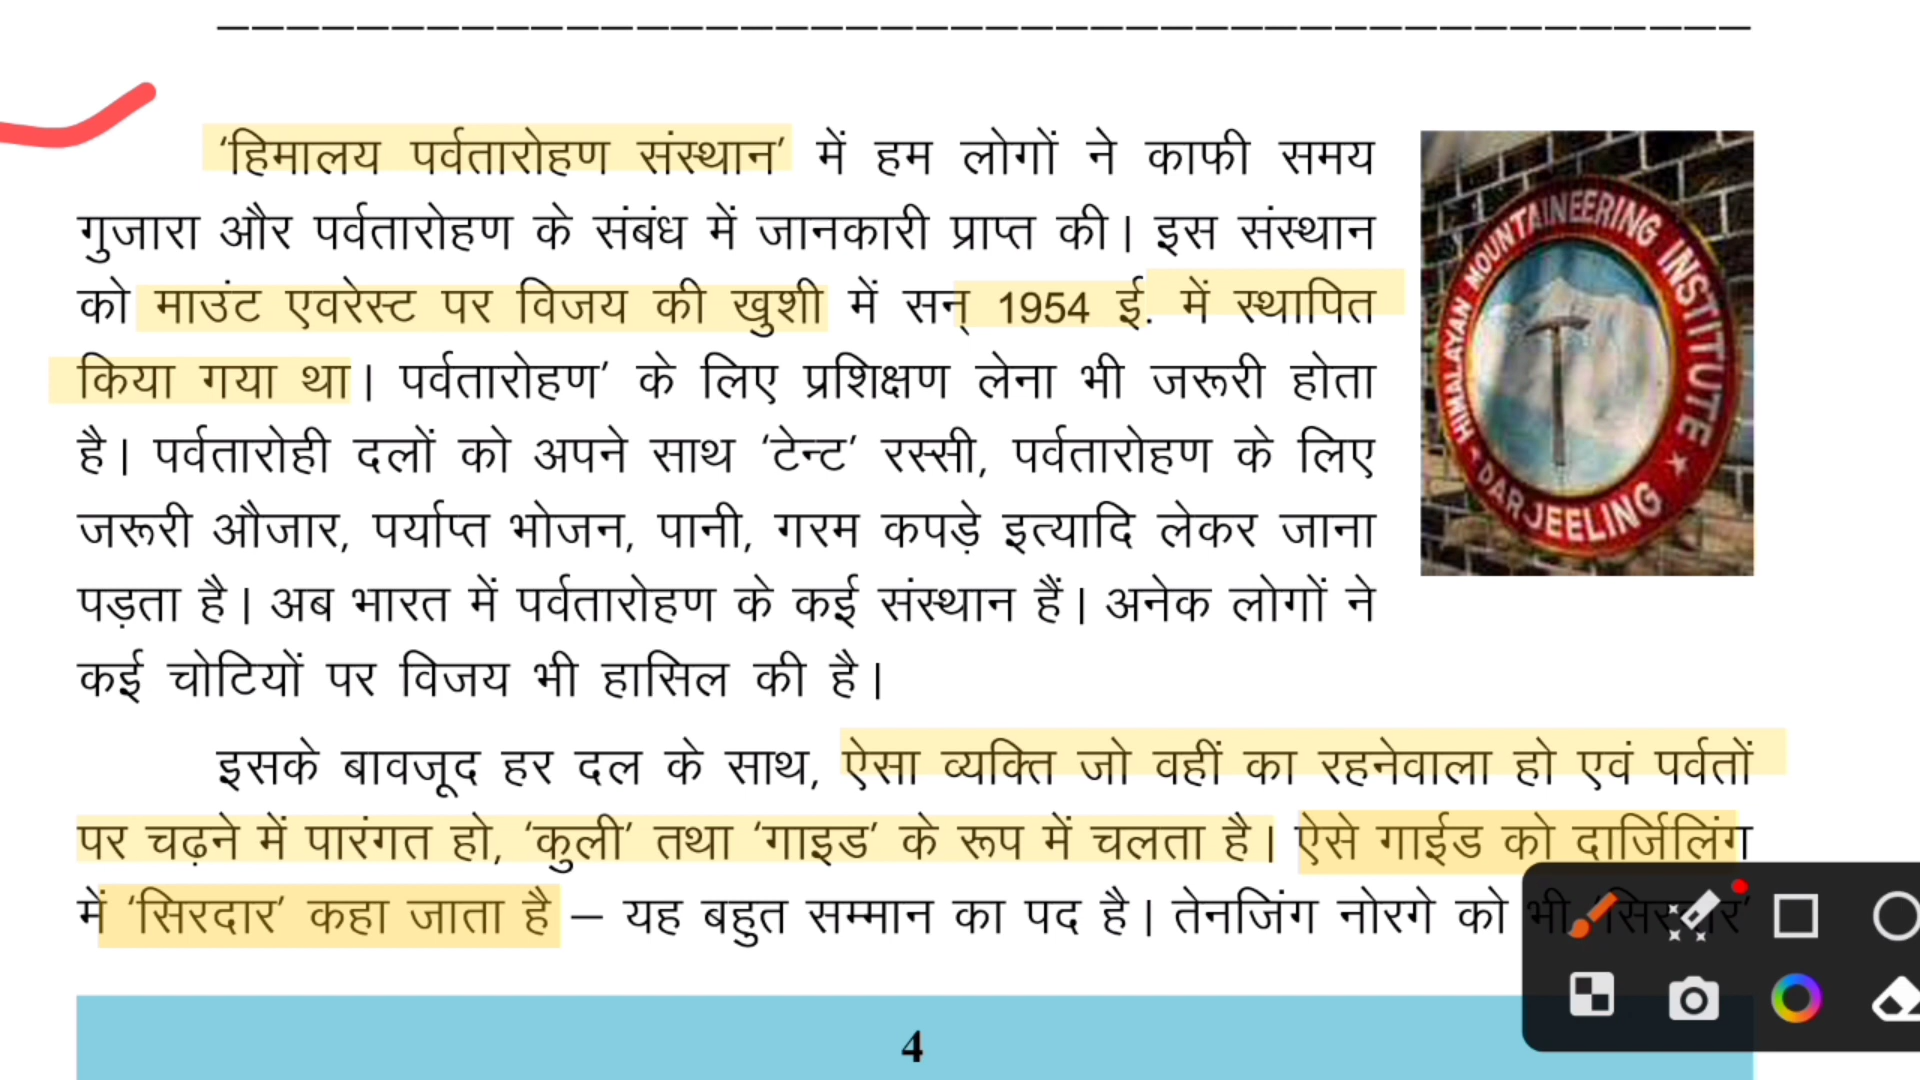 ‘हिमालय पर्वतारोहण संस्थान’ में हम लोगों ने काफी समय
गुजारा और पर्वतारोहण के संबंध में जानकारी प्राप्त की। इस संस्थान
को माउंट एवरेस्ट पर विजय की खुशी में सन् 1954 ई. में स्थापित
किया गया था। पर्वतारोहण’ के लिए प्रशिक्षण लेना भी जरूरी होता
है। पर्वतारोही दलों को अपने साथ ‘टेन्ट’ रस्सी, पर्वतारोहण के लिए
जरूरी औजार, पर्याप्त भोजन, पानी, गरम कपड़े इत्यादि लेकर जाना
पड़ता है। अब भारत में पर्वतारोहण के कई संस्थान हैं। अनेक लोगों ने
कई चोटियों पर विजय भी हासिल की है।
HIMALAYAN MOUNTAINEERING INSTITUTE
DARJEELING
इसके बावजूद हर दल के साथ, ऐसा व्यक्ति जो वहीं का रहनेवाला हो एवं पर्वतों
पर चढ़ने में पारंगत हो, ‘कुली’ तथा ‘गाइड’ के रूप में चलता है। ऐसे गाईड को दार्जिलिंग
में ‘सिरदार’ कहा जाता है – यह बहुत सम्मान का पद है। तेनजिंग नोरगे को भी ‘सिरदार’
4